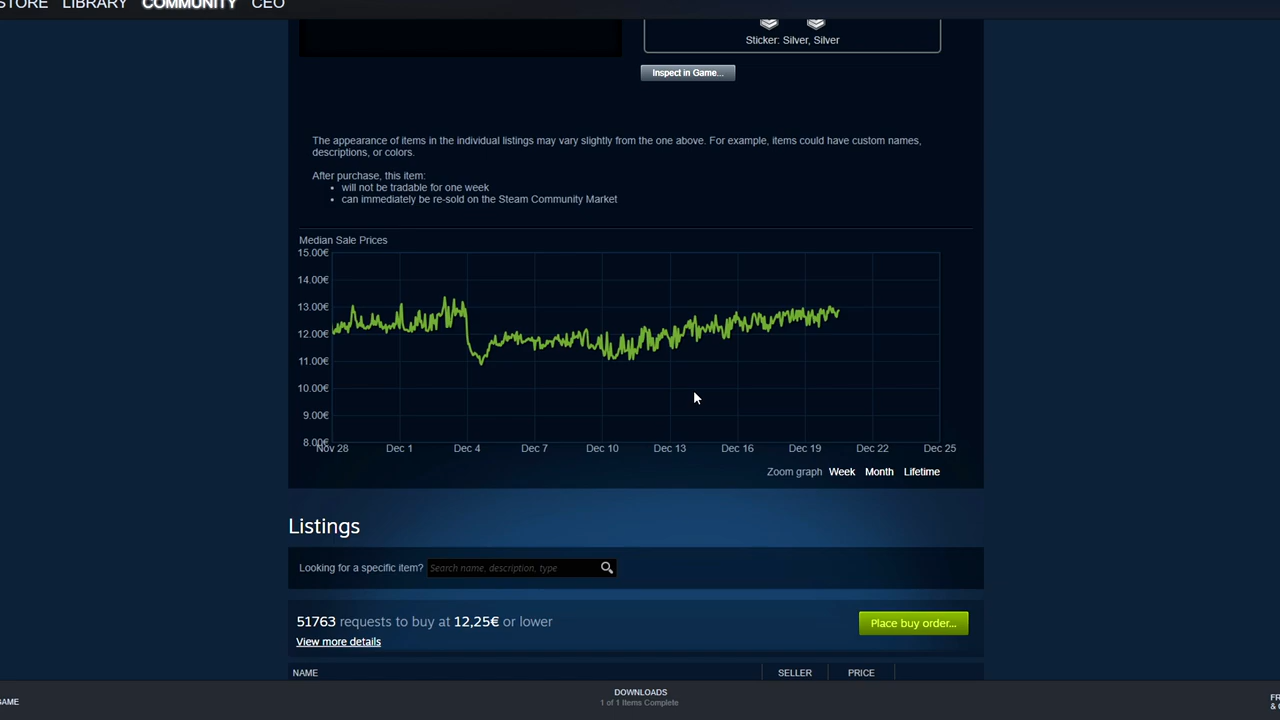 STORE LIBRARY COMMUNITY CEO
Sticker: Silver, Silver
Inspect in Game...
The appearance of items in the individual listings may vary slightly from the one above. For example, items could have custom names,
descriptions, or colors.
After purchase, this item:
• will not be tradable for one week
• can immediately be re-sold on the Steam Community Market
Median Sale Prices
15.00€
14.00€
13.00€
12.00€
11.00€
10.00€
9.00€
8.00€
Nov 28 Dec 1 Dec 4 Dec 7 Dec 10 Dec 13 Dec 16 Dec 19 Dec 22 Dec 25
Zoom graph Week Month Lifetime
Listings
Looking for a specific item? Search name, description, type
51763 requests to buy at 12,25€ or lower
Place buy order...
View more details
NAME SELLER PRICE
DOWNLOADS
1 of 1 Items Complete
GAME
FR
& C